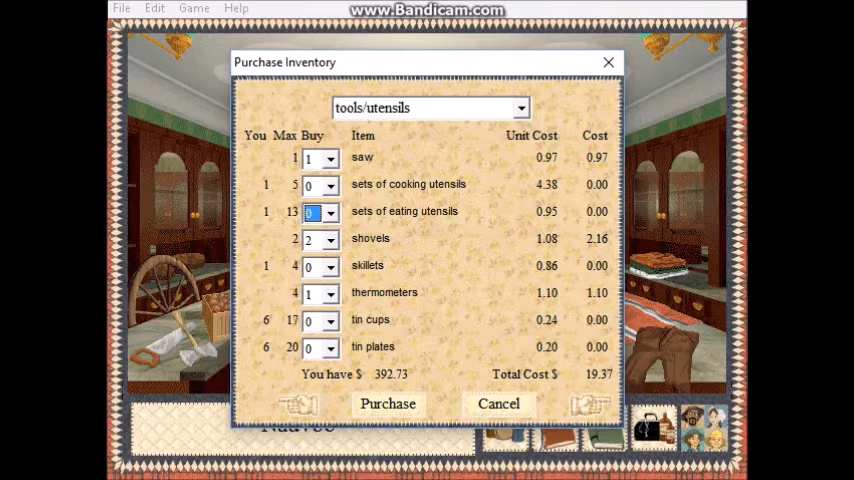 File Edit Game Help
www.Bandicam.com
Purchase Inventory
tools/utensils
You Max Buy Item Unit Cost Cost
1 1 saw 0.97 0.97
1 5 0 sets of cooking utensils 4.38 0.00
1 13 0 sets of eating utensils 0.95 0.00
2 2 shovels 1.08 2.16
1 4 0 skillets 0.86 0.00
4 1 thermometers 1.10 1.10
6 17 0 tin cups 0.24 0.00
6 20 0 tin plates 0.20 0.00
You have $ 392.73 Total Cost $ 19.37
Purchase Cancel